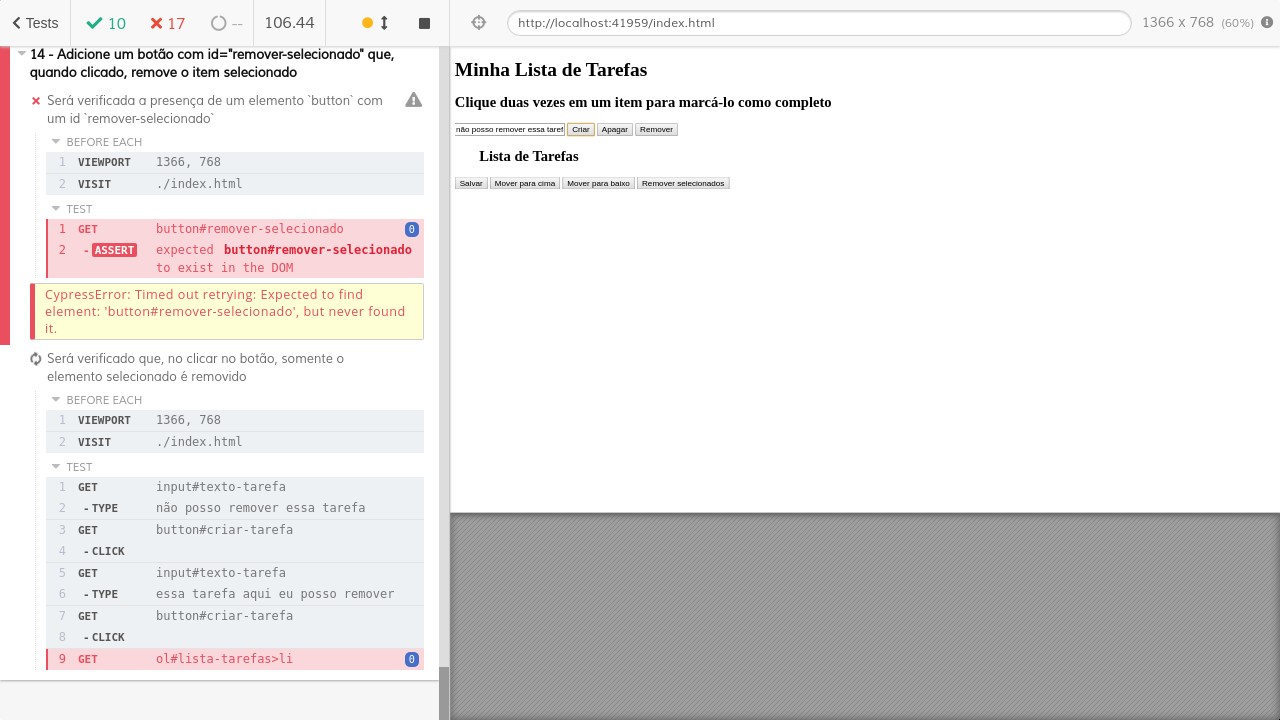 Tests
10
17
--
106.44
http://localhost:41959/index.html
1366 x 768 (60%)
14 - Adicione um botão com id="remover-selecionado" que,
quando clicado, remove o item selecionado
Será verificada a presença de um elemento `button` com
um id `remover-selecionado`
BEFORE EACH
1 VIEWPORT 1366, 768
2 VISIT ./index.html
TEST
1 GET button#remover-selecionado 0
2 -ASSERT expected button#remover-selecionado
to exist in the DOM
CypressError: Timed out retrying: Expected to find
element: 'button#remover-selecionado', but never found
it.
Será verificado que, no clicar no botão, somente o
elemento selecionado é removido
BEFORE EACH
1 VIEWPORT 1366, 768
2 VISIT ./index.html
TEST
1 GET input#texto-tarefa
2 -TYPE não posso remover essa tarefa
3 GET button#criar-tarefa
4 -CLICK
5 GET input#texto-tarefa
6 -TYPE essa tarefa aqui eu posso remover
7 GET button#criar-tarefa
8 -CLICK
9 GET ol#lista-tarefas>li 0
Minha Lista de Tarefas
Clique duas vezes em um item para marcá-lo como completo
não posso remover essa taref Criar Apagar Remover
Lista de Tarefas
Salvar Mover para cima Mover para baixo Remover selecionados